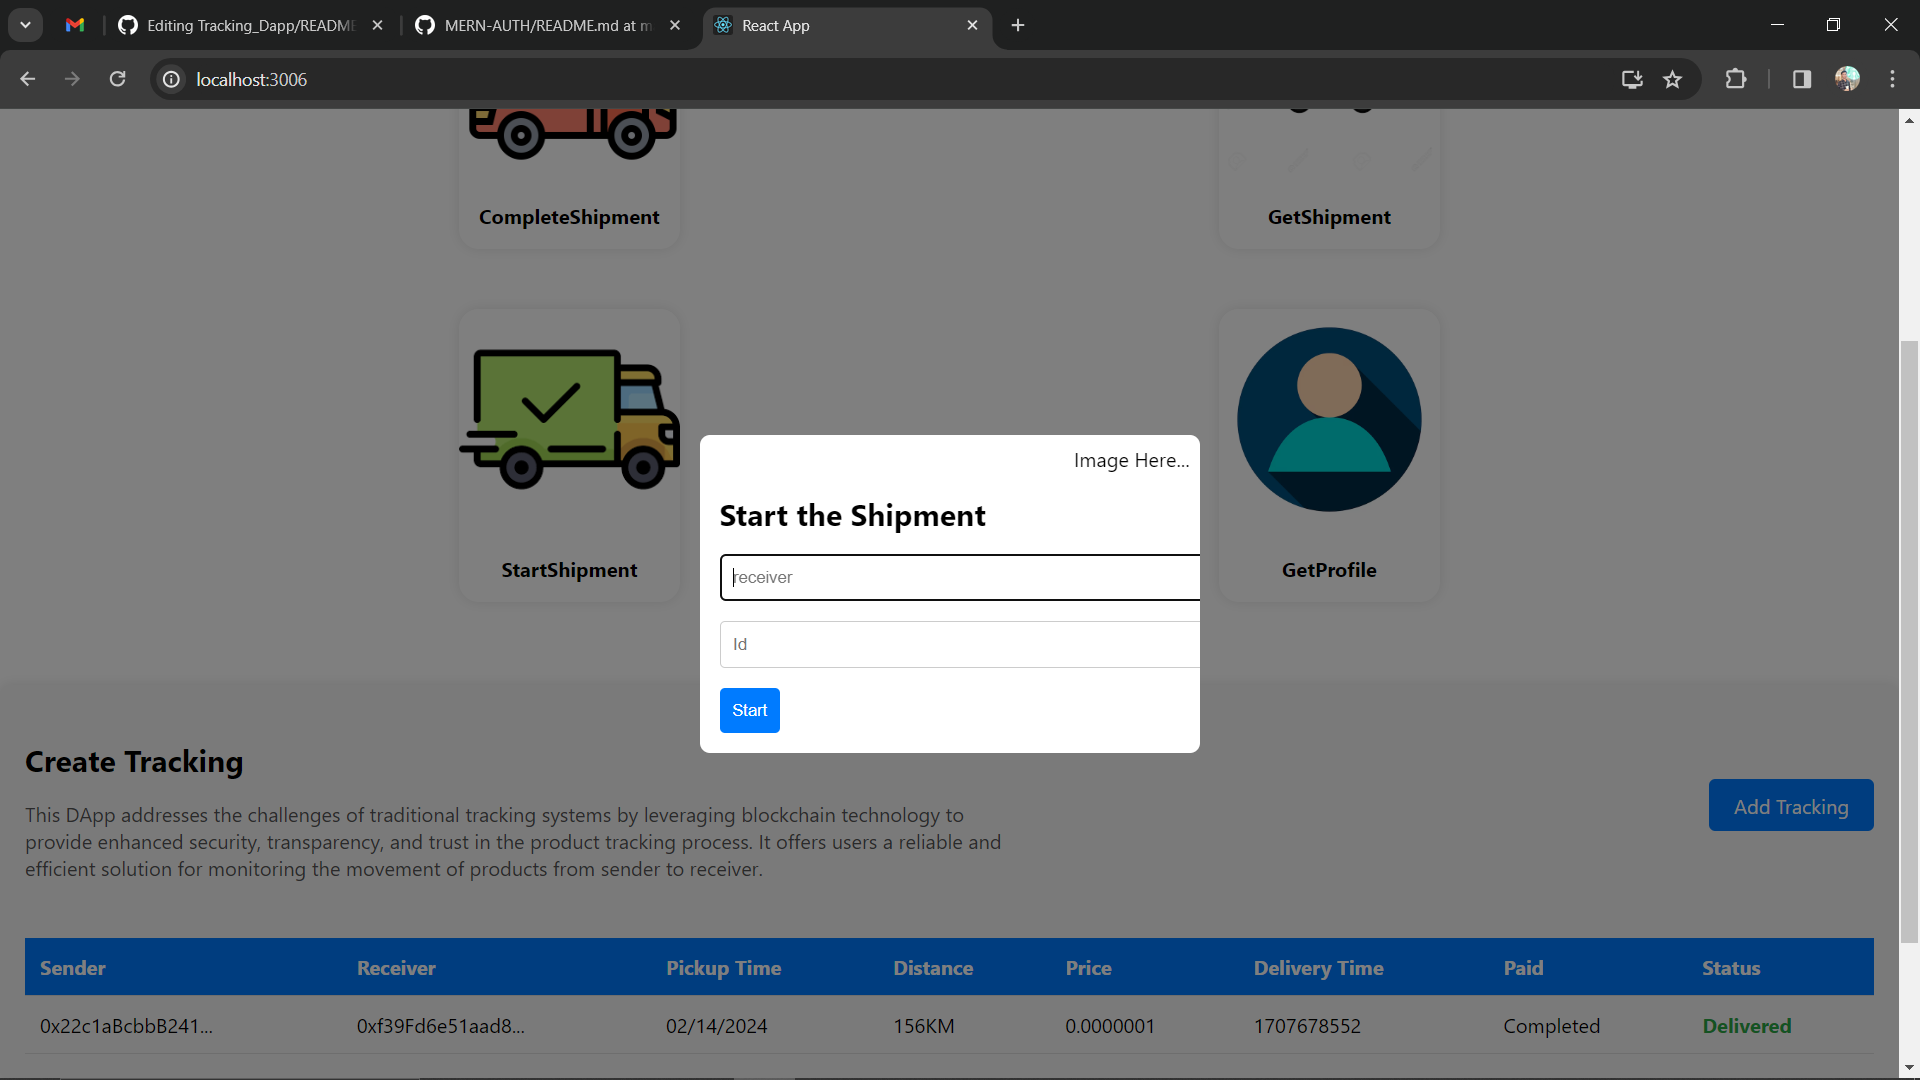 Editing Tracking_Dapp/README
MERN-AUTH/README.md at m
React App
localhost:3006
CompleteShipment
GetShipment
StartShipment
GetProfile
Image Here...
Start the Shipment
receiver
Id
Start
Create Tracking
This DApp addresses the challenges of traditional tracking systems by leveraging blockchain technology to
provide enhanced security, transparency, and trust in the product tracking process. It offers users a reliable and
efficient solution for monitoring the movement of products from sender to receiver.
Add Tracking
Sender Receiver Pickup Time Distance Price Delivery Time Paid Status
0x22c1aBcbbB241... 0xf39Fd6e51aad8... 02/14/2024 156KM 0.0000001 1707678552 Completed Delivered